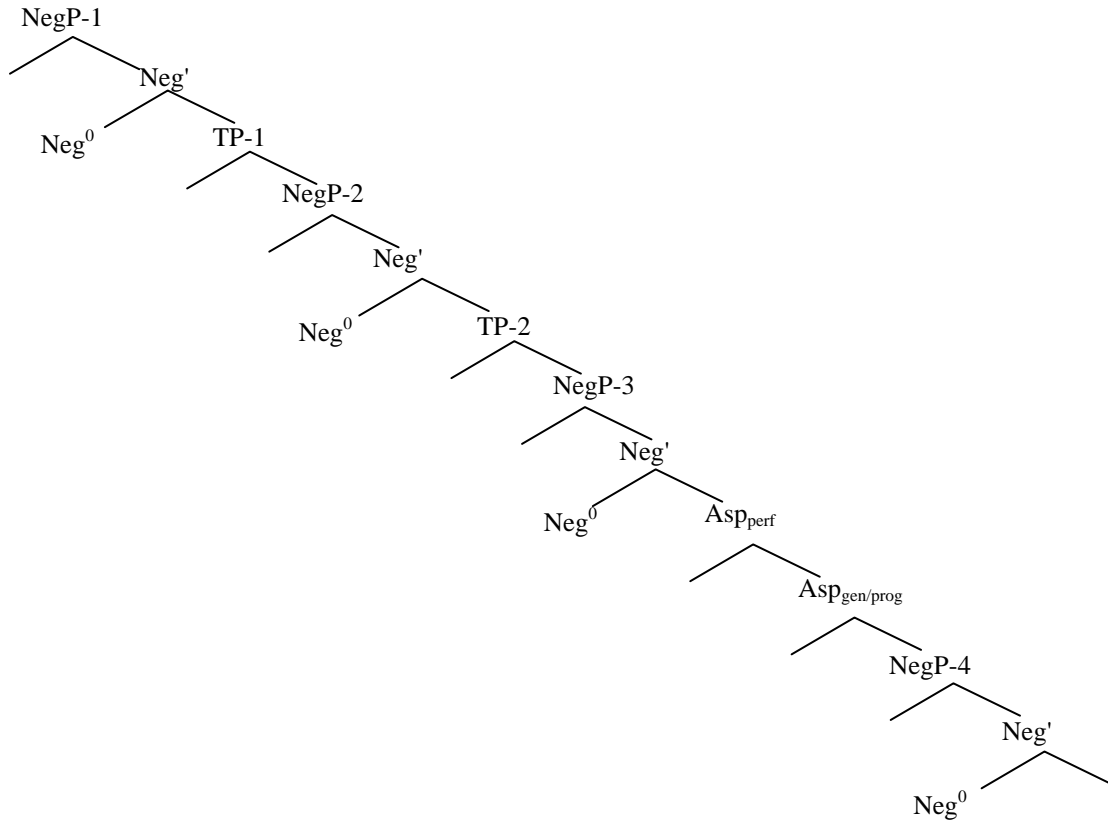 NegP-1
Neg'
Neg⁰
TP-1
NegP-2
Neg'
Neg⁰
TP-2
NegP-3
Neg'
Neg⁰
Aspperf
Aspgen/prog
NegP-4
Neg'
Neg⁰